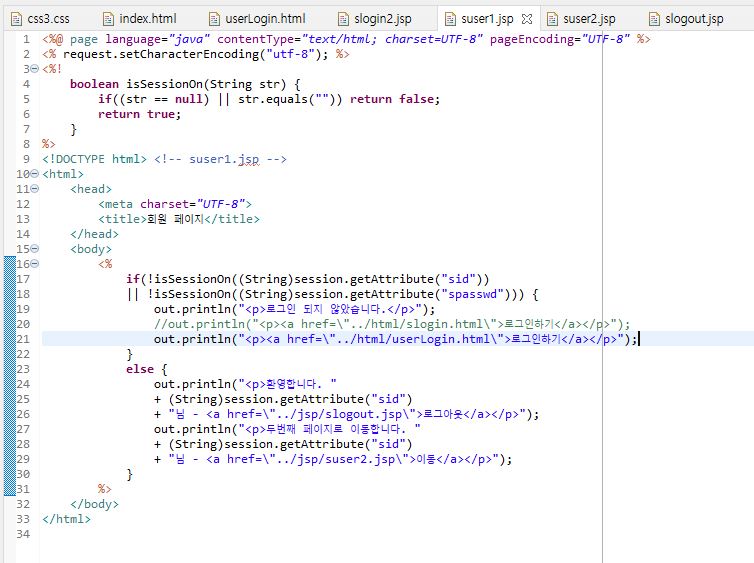 css3.css index.html userLogin.html slogin2.jsp suser1.jsp suser2.jsp slogout.jsp
1 <%@ page language="java" contentType="text/html; charset=UTF-8" pageEncoding="UTF-8" %>
2 <% request.setCharacterEncoding("utf-8"); %>
3 <%!
4     boolean isSessionOn(String str) {
5         if((str == null) || str.equals("")) return false;
6         return true;
7     }
8 %>
9 <!DOCTYPE html> <!-- suser1.jsp -->
10 <html>
11     <head>
12         <meta charset="UTF-8">
13         <title>회원 페이지</title>
14     </head>
15     <body>
16         <%
17             if(!isSessionOn((String)session.getAttribute("sid"))
18             || !isSessionOn((String)session.getAttribute("spasswd"))) {
19                 out.println("<p>로그인 되지 않았습니다.</p>");
20                 //out.println("<p><a href=\"../html/slogin.html\">로그인하기</a></p>");
21                 out.println("<p><a href=\"../html/userLogin.html\">로그인하기</a></p>");
22             }
23             else {
24                 out.println("<p>환영합니다. "
25                 + (String)session.getAttribute("sid")
26                 + "님 - <a href=\"../jsp/slogout.jsp\">로그아웃</a></p>");
27                 out.println("<p>두번째 페이지로 이동합니다. "
28                 + (String)session.getAttribute("sid")
29                 + "님 - <a href=\"../jsp/suser2.jsp\">이동</a></p>");
30             }
31         %>
32     </body>
33 </html>
34